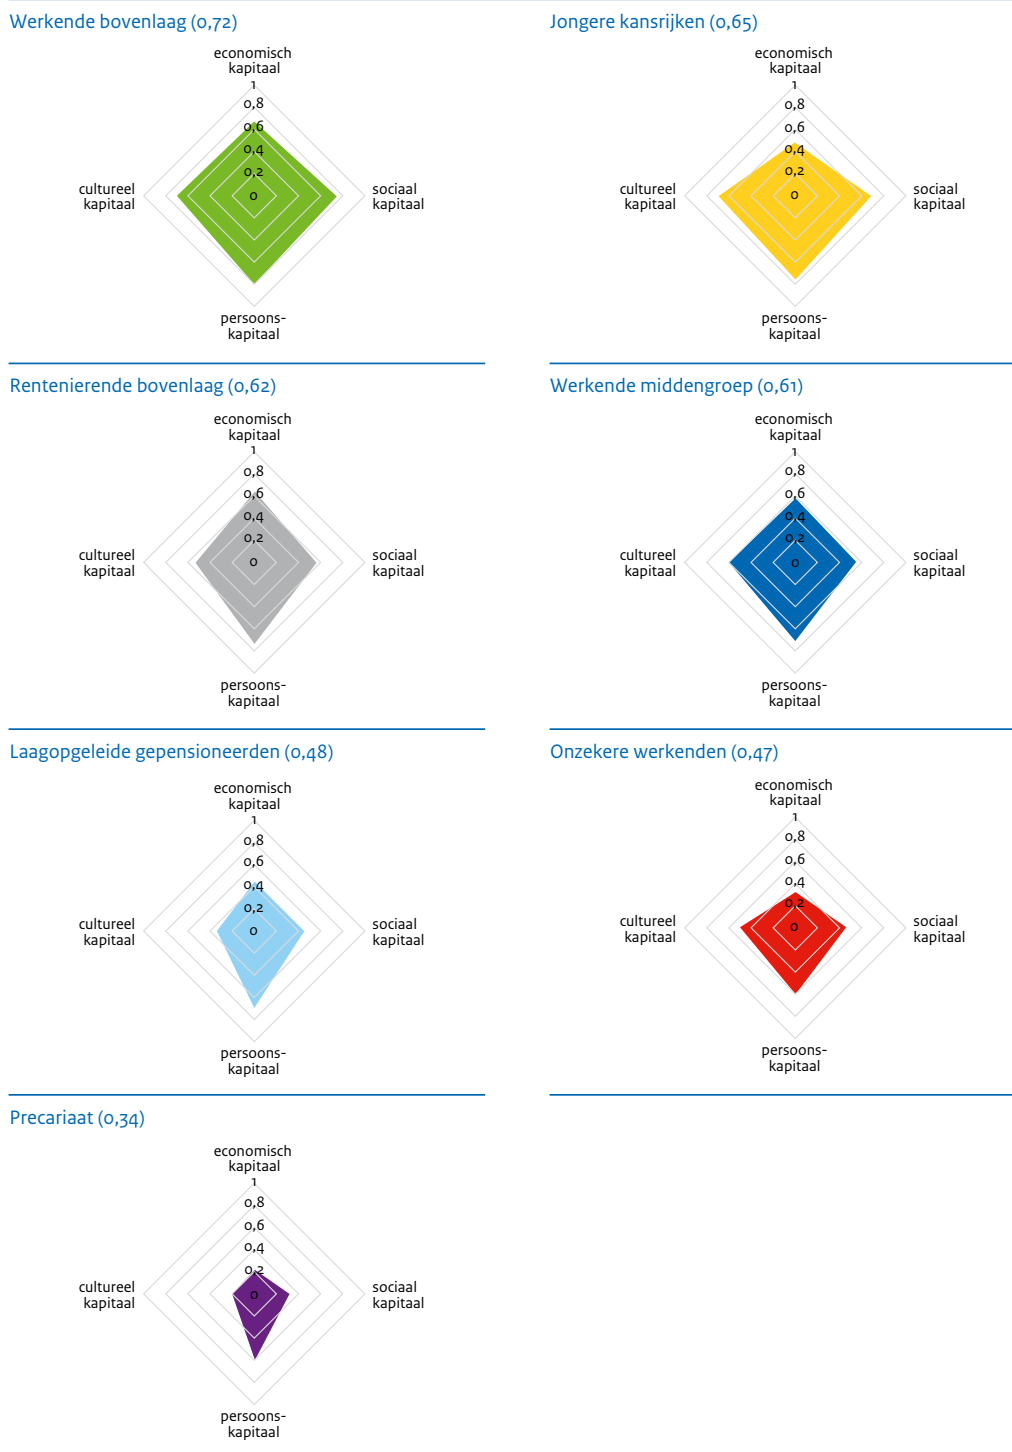 Werkende bovenlaag (0,72)
economisch
kapitaal
1
0,8
0,6
0,4
0,2
0
cultureel
kapitaal
sociaal
kapitaal
persoons-
kapitaal
Jongere kansrijken (0,65)
economisch
kapitaal
1
0,8
0,6
0,4
0,2
0
cultureel
kapitaal
sociaal
kapitaal
persoons-
kapitaal
Rentenierende bovenlaag (0,62)
economisch
kapitaal
1
0,8
0,6
0,4
0,2
0
cultureel
kapitaal
sociaal
kapitaal
persoons-
kapitaal
Werkende middengroep (0,61)
economisch
kapitaal
1
0,8
0,6
0,4
0,2
0
cultureel
kapitaal
sociaal
kapitaal
persoons-
kapitaal
Laagopgeleide gepensioneerden (0,48)
economisch
kapitaal
1
0,8
0,6
0,4
0,2
0
cultureel
kapitaal
sociaal
kapitaal
persoons-
kapitaal
Onzekere werkenden (0,47)
economisch
kapitaal
1
0,8
0,6
0,4
0,2
0
cultureel
kapitaal
sociaal
kapitaal
persoons-
kapitaal
Precariaat (0,34)
economisch
kapitaal
1
0,8
0,6
0,4
0,2
0
cultureel
kapitaal
sociaal
kapitaal
persoons-
kapitaal